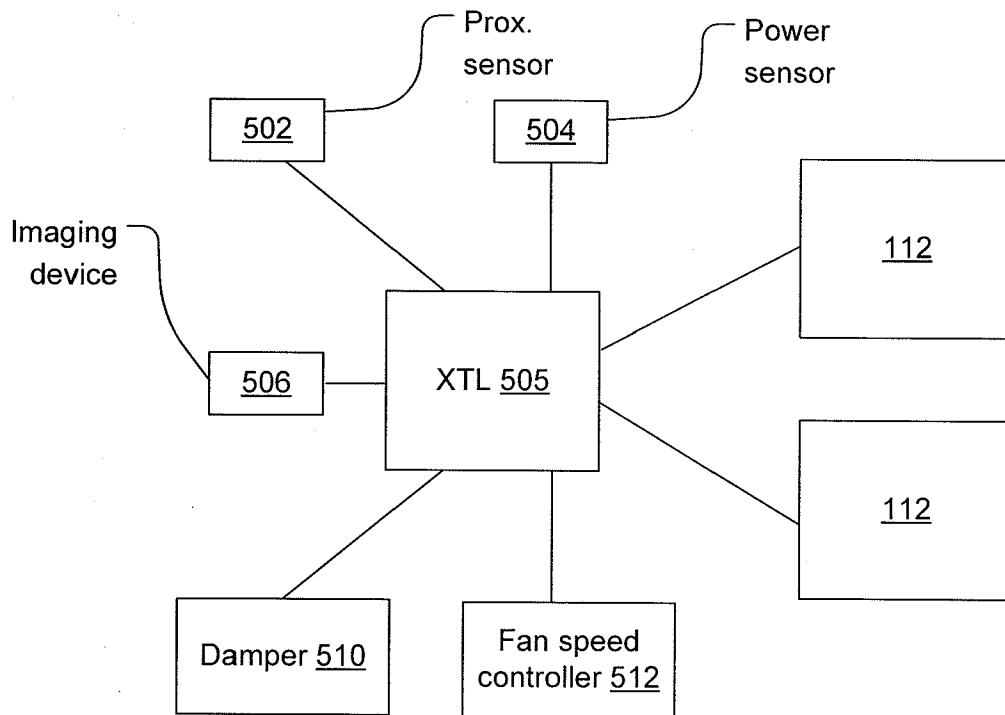 Prox.
sensor
Power
sensor
502
504
112
Imaging
device
506
XTL 505
112
Damper 510
Fan speed
controller 512